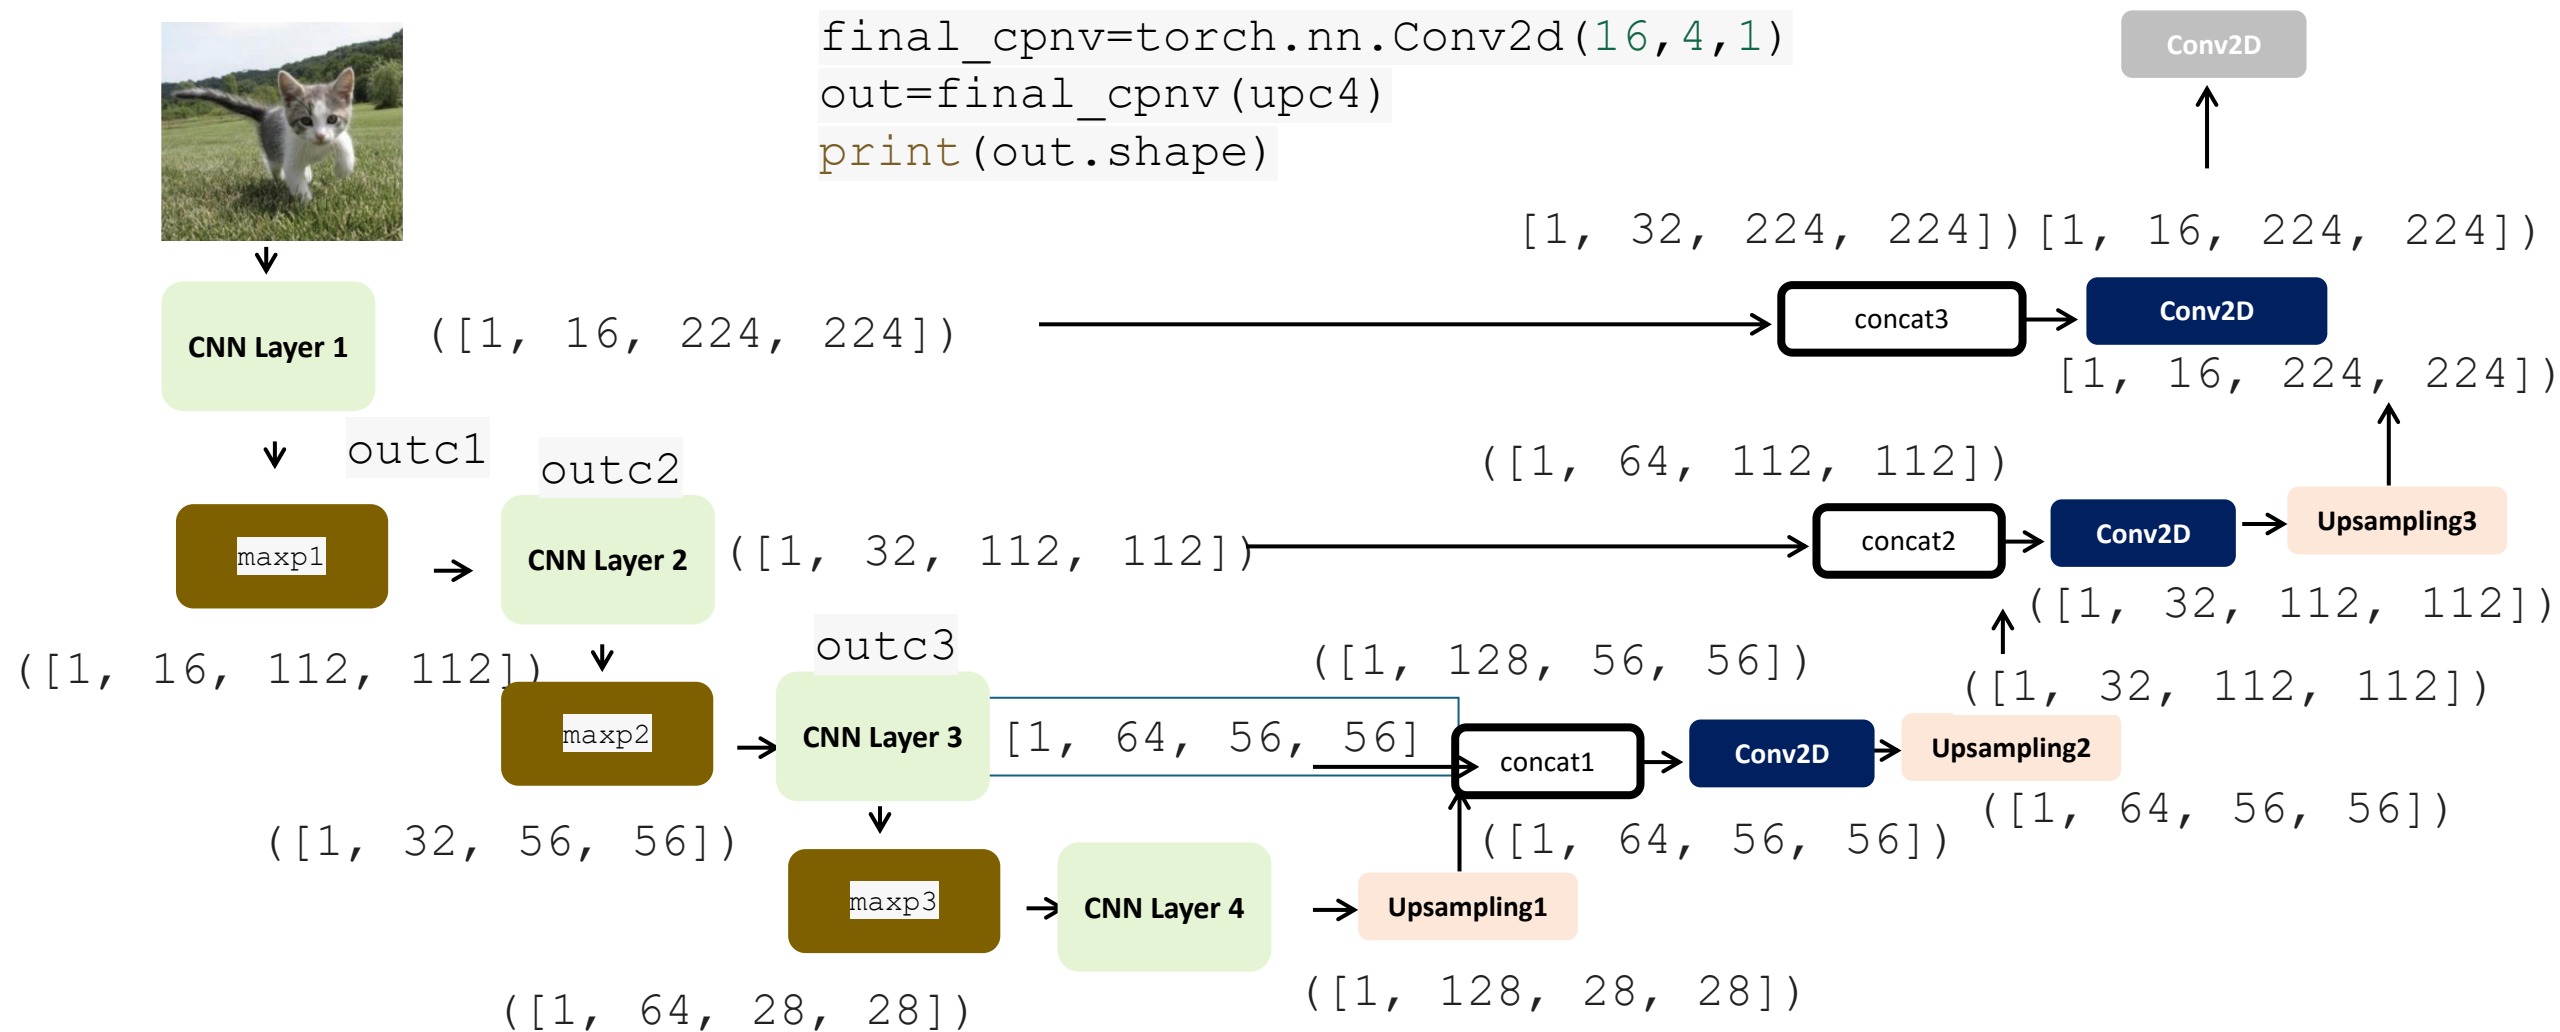 final_cpnv=torch.nn.Conv2d(16,4,1)
out=final_cpnv(upc4)
print(out.shape)
Conv2D
[1, 32, 224, 224])
[1, 16, 224, 224])
CNN Layer 1
([1, 16, 224, 224])
concat3
Conv2D
[1, 16, 224, 224])
outc1
outc2
([1, 64, 112, 112])
maxp1
CNN Layer 2
([1, 32, 112, 112])
concat2
Conv2D
Upsampling3
([1, 32, 112, 112])
([1, 16, 112, 112])
outc3
([1, 128, 56, 56])
([1, 32, 112, 112])
maxp2
CNN Layer 3
[1, 64, 56, 56]
concat1
Conv2D
Upsampling2
([1, 64, 56, 56])
([1, 32, 56, 56])
([1, 64, 56, 56])
maxp3
CNN Layer 4
Upsampling1
([1, 64, 28, 28])
([1, 128, 28, 28])